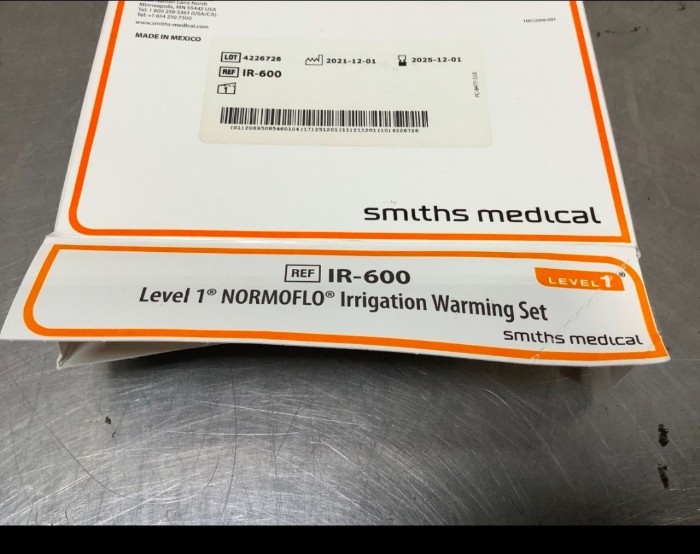 Minneapolis, MN 55442 USA
Tel: 1 800 258 5361 (USA/CA)
Tel: +1 614 210 7300
www.smiths-medical.com
MADE IN MEXICO
LOT 4226726 2021-12-01 2025-12-01
REF IR-600
1
smiths medical
REF IR-600
LEVEL 1®
Level 1® NORMOFLO® Irrigation Warming Set
smiths medical